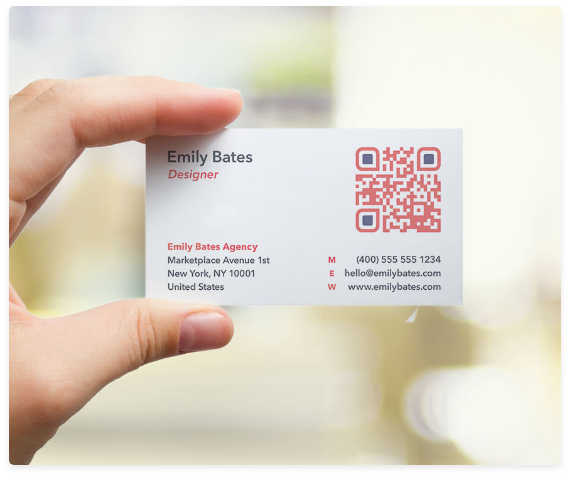 Emily Bates
Designer
Emily Bates Agency
Marketplace Avenue 1st
New York, NY 10001
United States
M (400) 555 555 1234
E hello@emilybates.com
W www.emilybates.com